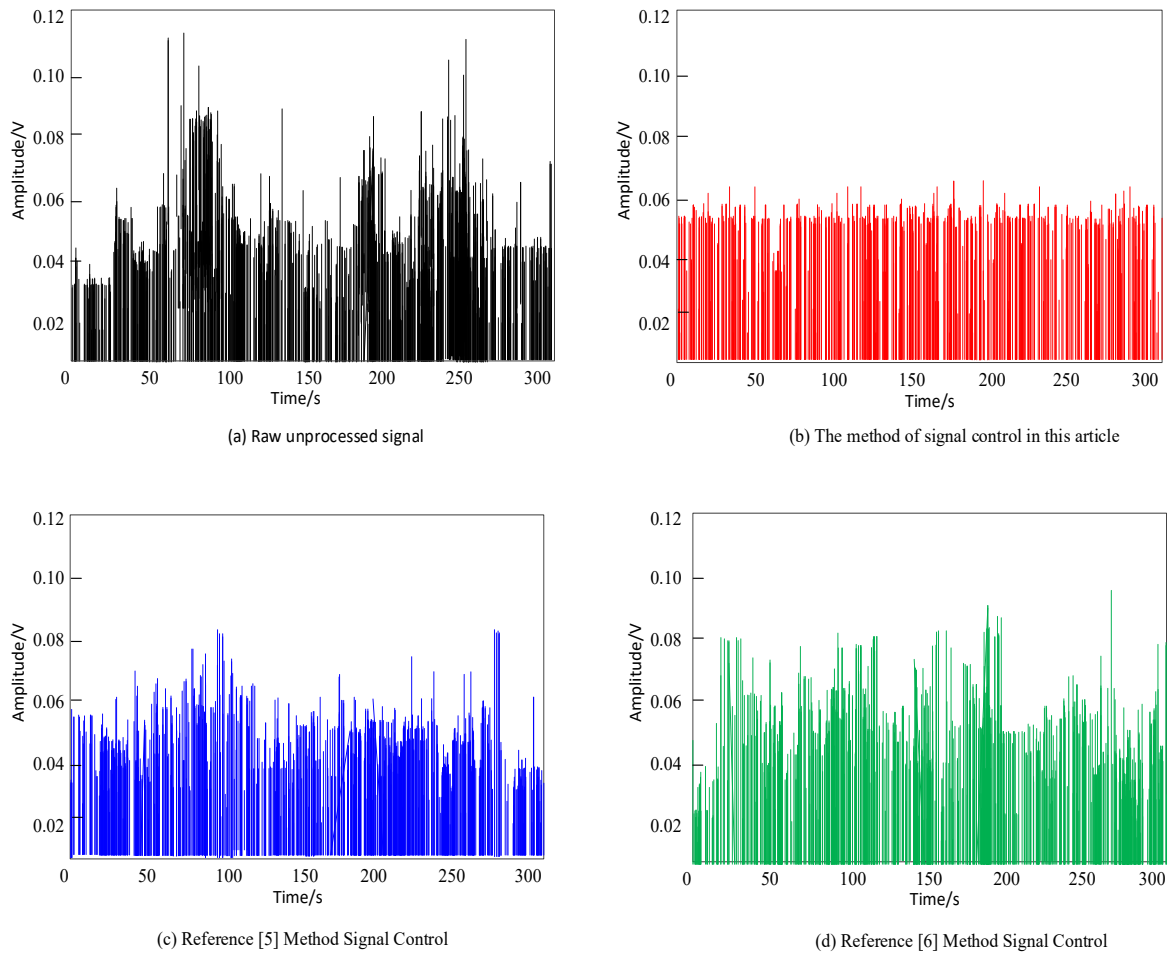 0.12
0.10
0.08
0.06
0.04
0.02
Amplitude/V
0 50 100 150 200 250 300
Time/s
(a) Raw unprocessed signal
0.12
0.10
0.08
0.06
0.04
0.02
Amplitude/V
0 50 100 150 200 250 300
Time/s
(b) The method of signal control in this article
0.12
0.10
0.08
0.06
0.04
0.02
Amplitude/V
0 50 100 150 200 250 300
Time/s
(c) Reference [5] Method Signal Control
0.12
0.10
0.08
0.06
0.04
0.02
Amplitude/V
0 50 100 150 200 250 300
Time/s
(d) Reference [6] Method Signal Control